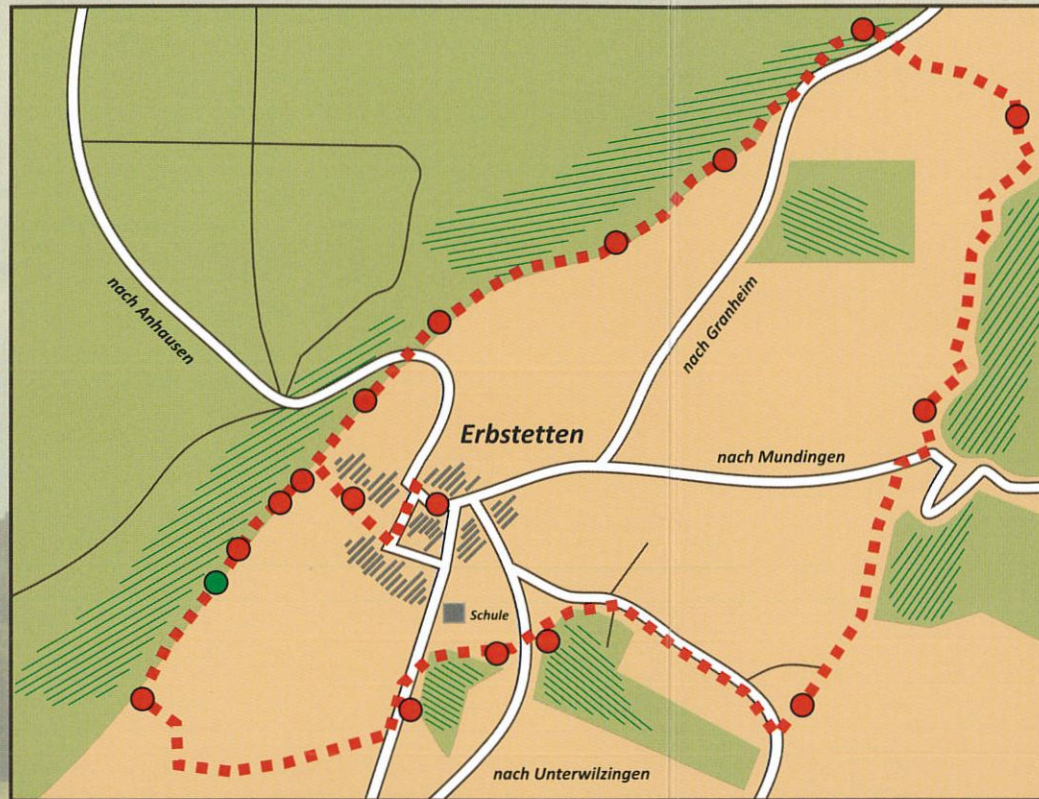 nach Anhausen
nach Granheim
Erbstetten
nach Mundingen
Schule
nach Unterwilzingen